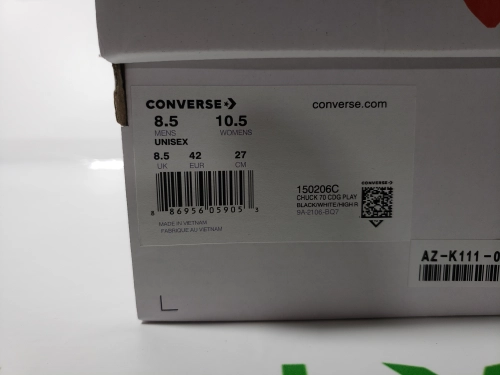 CONVERSE
converse.com
8.5 10.5
MENS WOMENS
UNISEX
8.5 42 27
UK EUR CM
8 86956 05905 3
MADE IN VIETNAM
FABRIQUE AU VIETNAM
150206C
CHUCK 70 CDG PLAY
BLACK/WHITE/HIGH R
CONVERSE
AZ-K111-0
L